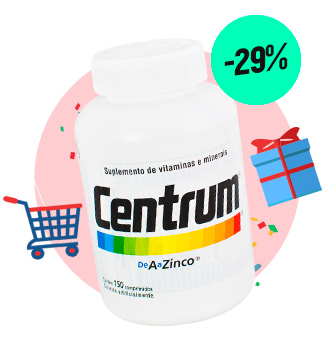 -29%
Suplemento de vitaminas e minerais
Centrum
De A a Zinco®
150 comprimidos